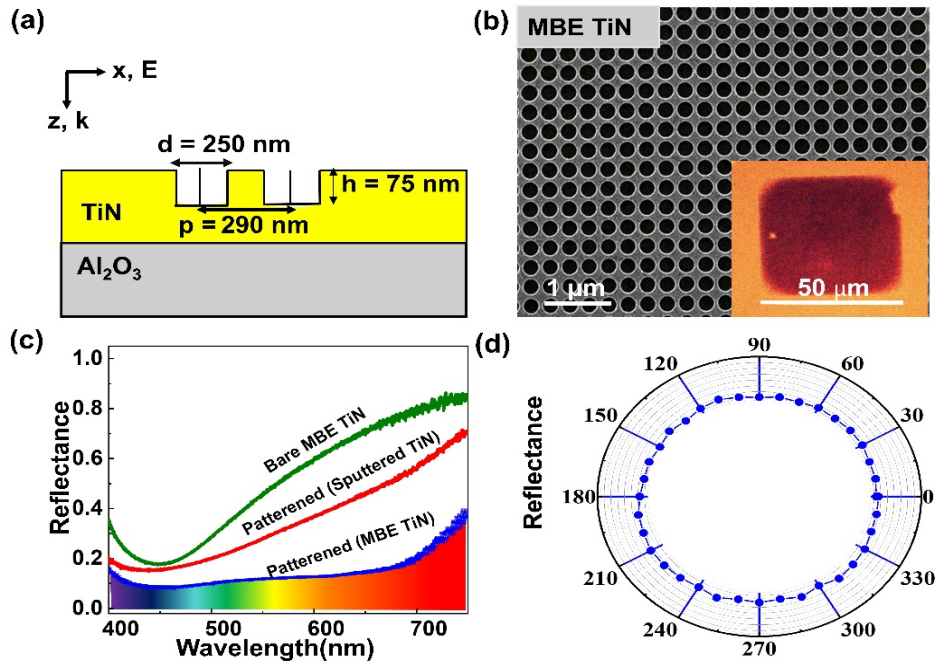 (a)
x, E
z, k
d = 250 nm
h = 75 nm
TiN
p = 290 nm
Al₂O₃
(b)
MBE TiN
1 μm
50 μm
(c)
Reflectance
1.0
0.8
0.6
0.4
0.2
0.0
Bare MBE TiN
Patterened (Sputtered TiN)
Patterened (MBE TiN)
400
500
600
700
Wavelength(nm)
(d)
Reflectance
90
60
30
0
330
300
270
240
210
180
150
120